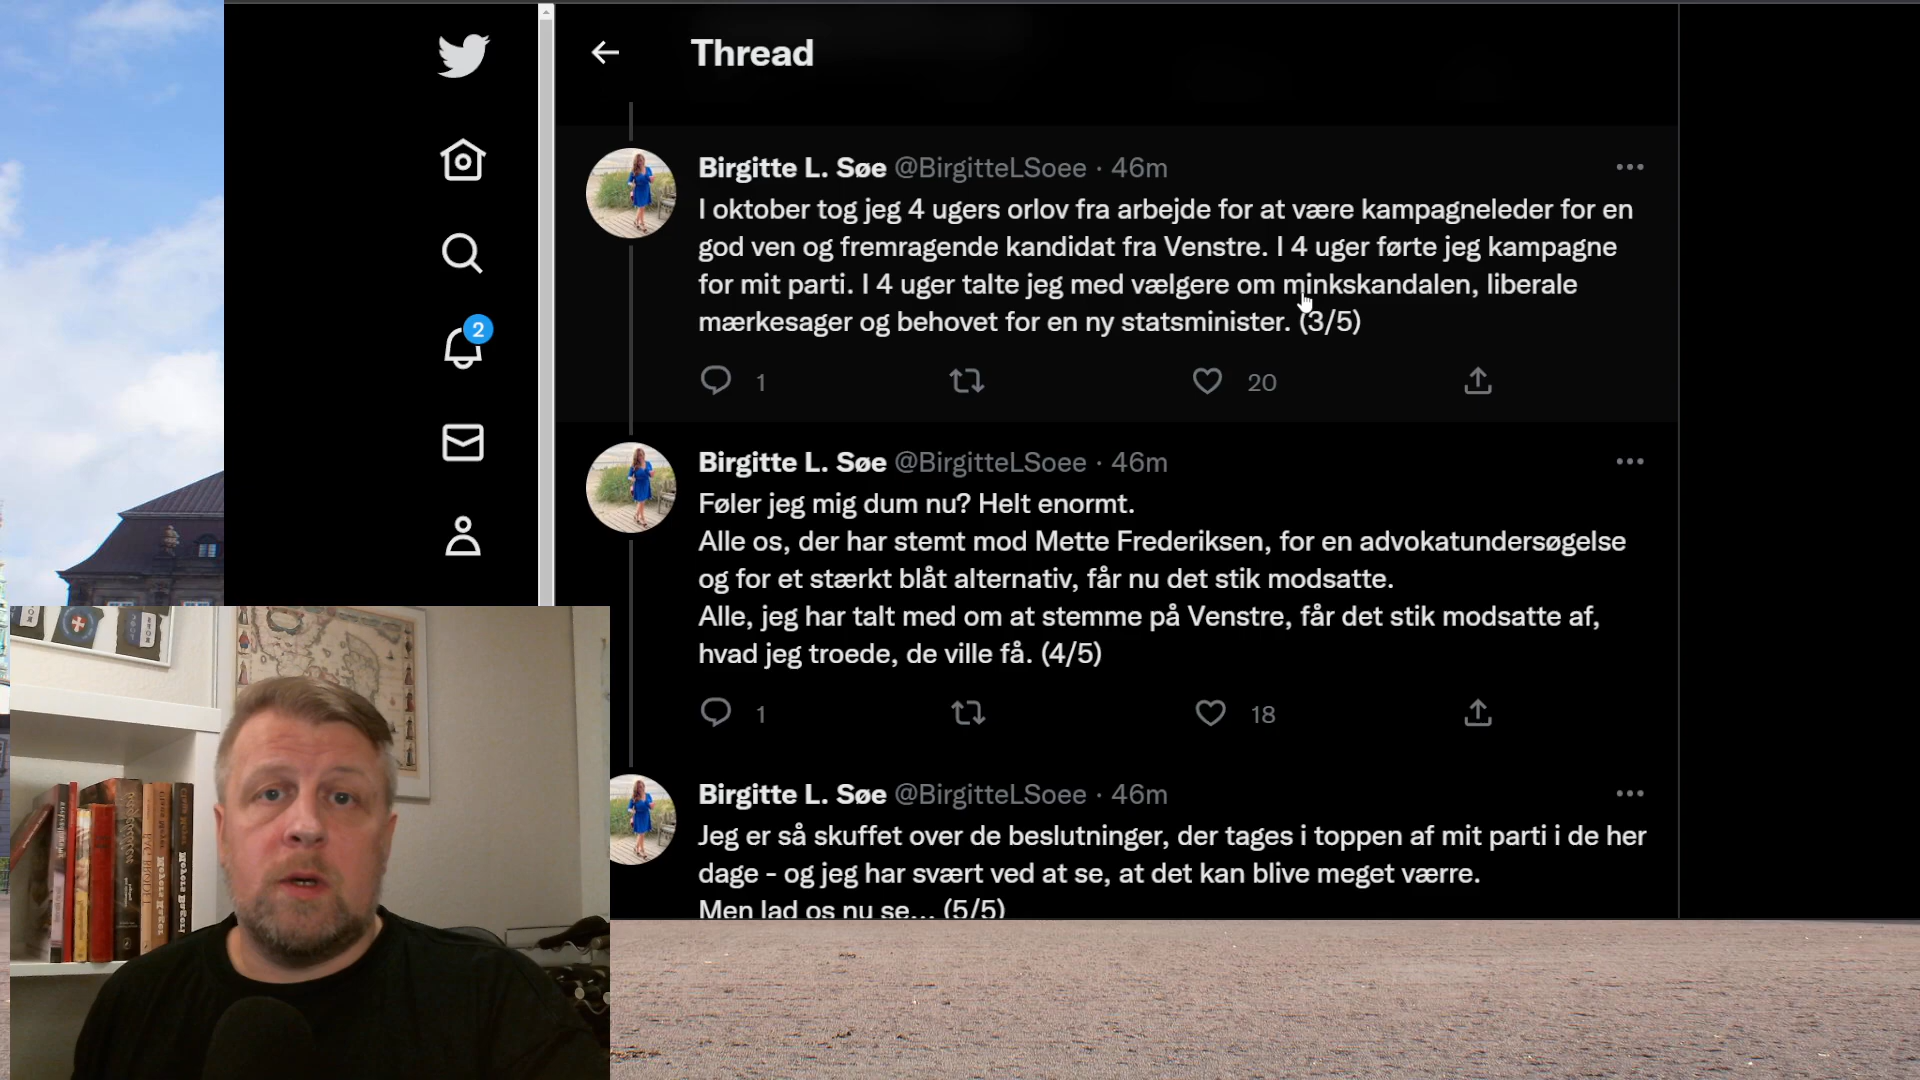 Thread
Birgitte L. Søe @BirgitteLSoee · 46m
I oktober tog jeg 4 ugers orlov fra arbejde for at være kampagneleder for en
god ven og fremragende kandidat fra Venstre. I 4 uger førte jeg kampagne
for mit parti. I 4 uger talte jeg med vælgere om minkskandalen, liberale
mærkesager og behovet for en ny statsminister. (3/5)
1
20
2
Birgitte L. Søe @BirgitteLSoee · 46m
Føler jeg mig dum nu? Helt enormt.
Alle os, der har stemt mod Mette Frederiksen, for en advokatundersøgelse
og for et stærkt blåt alternativ, får nu det stik modsatte.
Alle, jeg har talt med om at stemme på Venstre, får det stik modsatte af,
hvad jeg troede, de ville få. (4/5)
1
18
Birgitte L. Søe @BirgitteLSoee · 46m
Jeg er så skuffet over de beslutninger, der tages i toppen af mit parti i de her
dage - og jeg har svært ved at se, at det kan blive meget værre.
Men lad os nu se... (5/5)